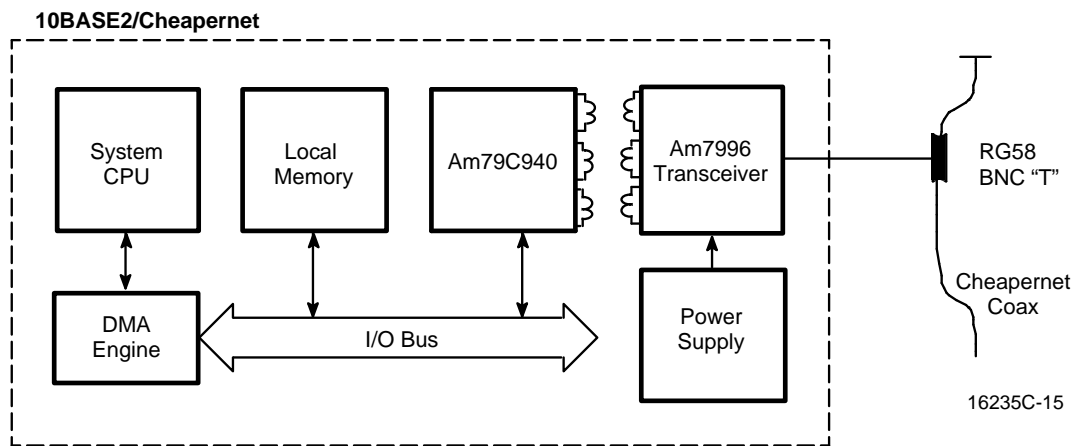 10BASE2/Cheapernet
System
CPU
Local
Memory
Am79C940
Am7996
Transceiver
RG58
BNC “T”
DMA
Engine
I/O Bus
Power
Supply
Cheapernet
Coax
16235C-15